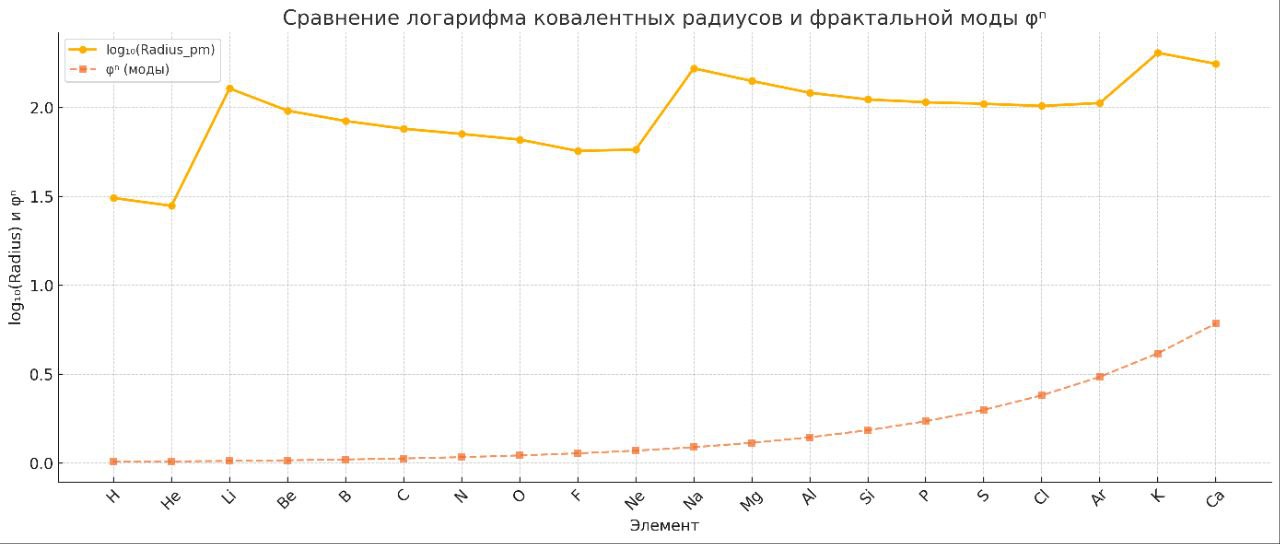 Сравнение логарифма ковалентных радиусов и фрактальной моды φⁿ
log₁₀(Radius_pm)
φⁿ (моды)
log₁₀(Radius) и φⁿ
2.0
1.5
1.0
0.5
0.0
H He Li Be B C N O F Ne Na Mg Al Si P S Cl Ar K Ca
Элемент